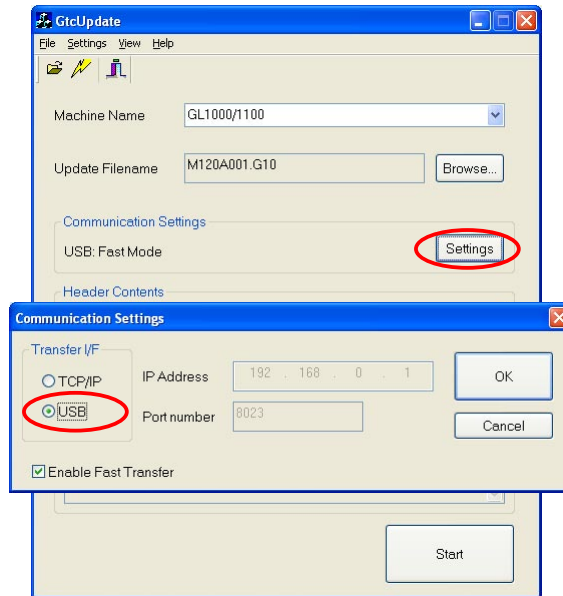 GtcUpdate
File Settings View Help
Machine Name GL1000/1100
Update Filename M120A001.G10 Browse...
Communication Settings
USB: Fast Mode Settings
Header Contents
Communication Settings
Transfer I/F
TCP/IP IP Address 192 . 168 . 0 . 1 OK
USB Port number 8023 Cancel
Enable Fast Transfer
Start